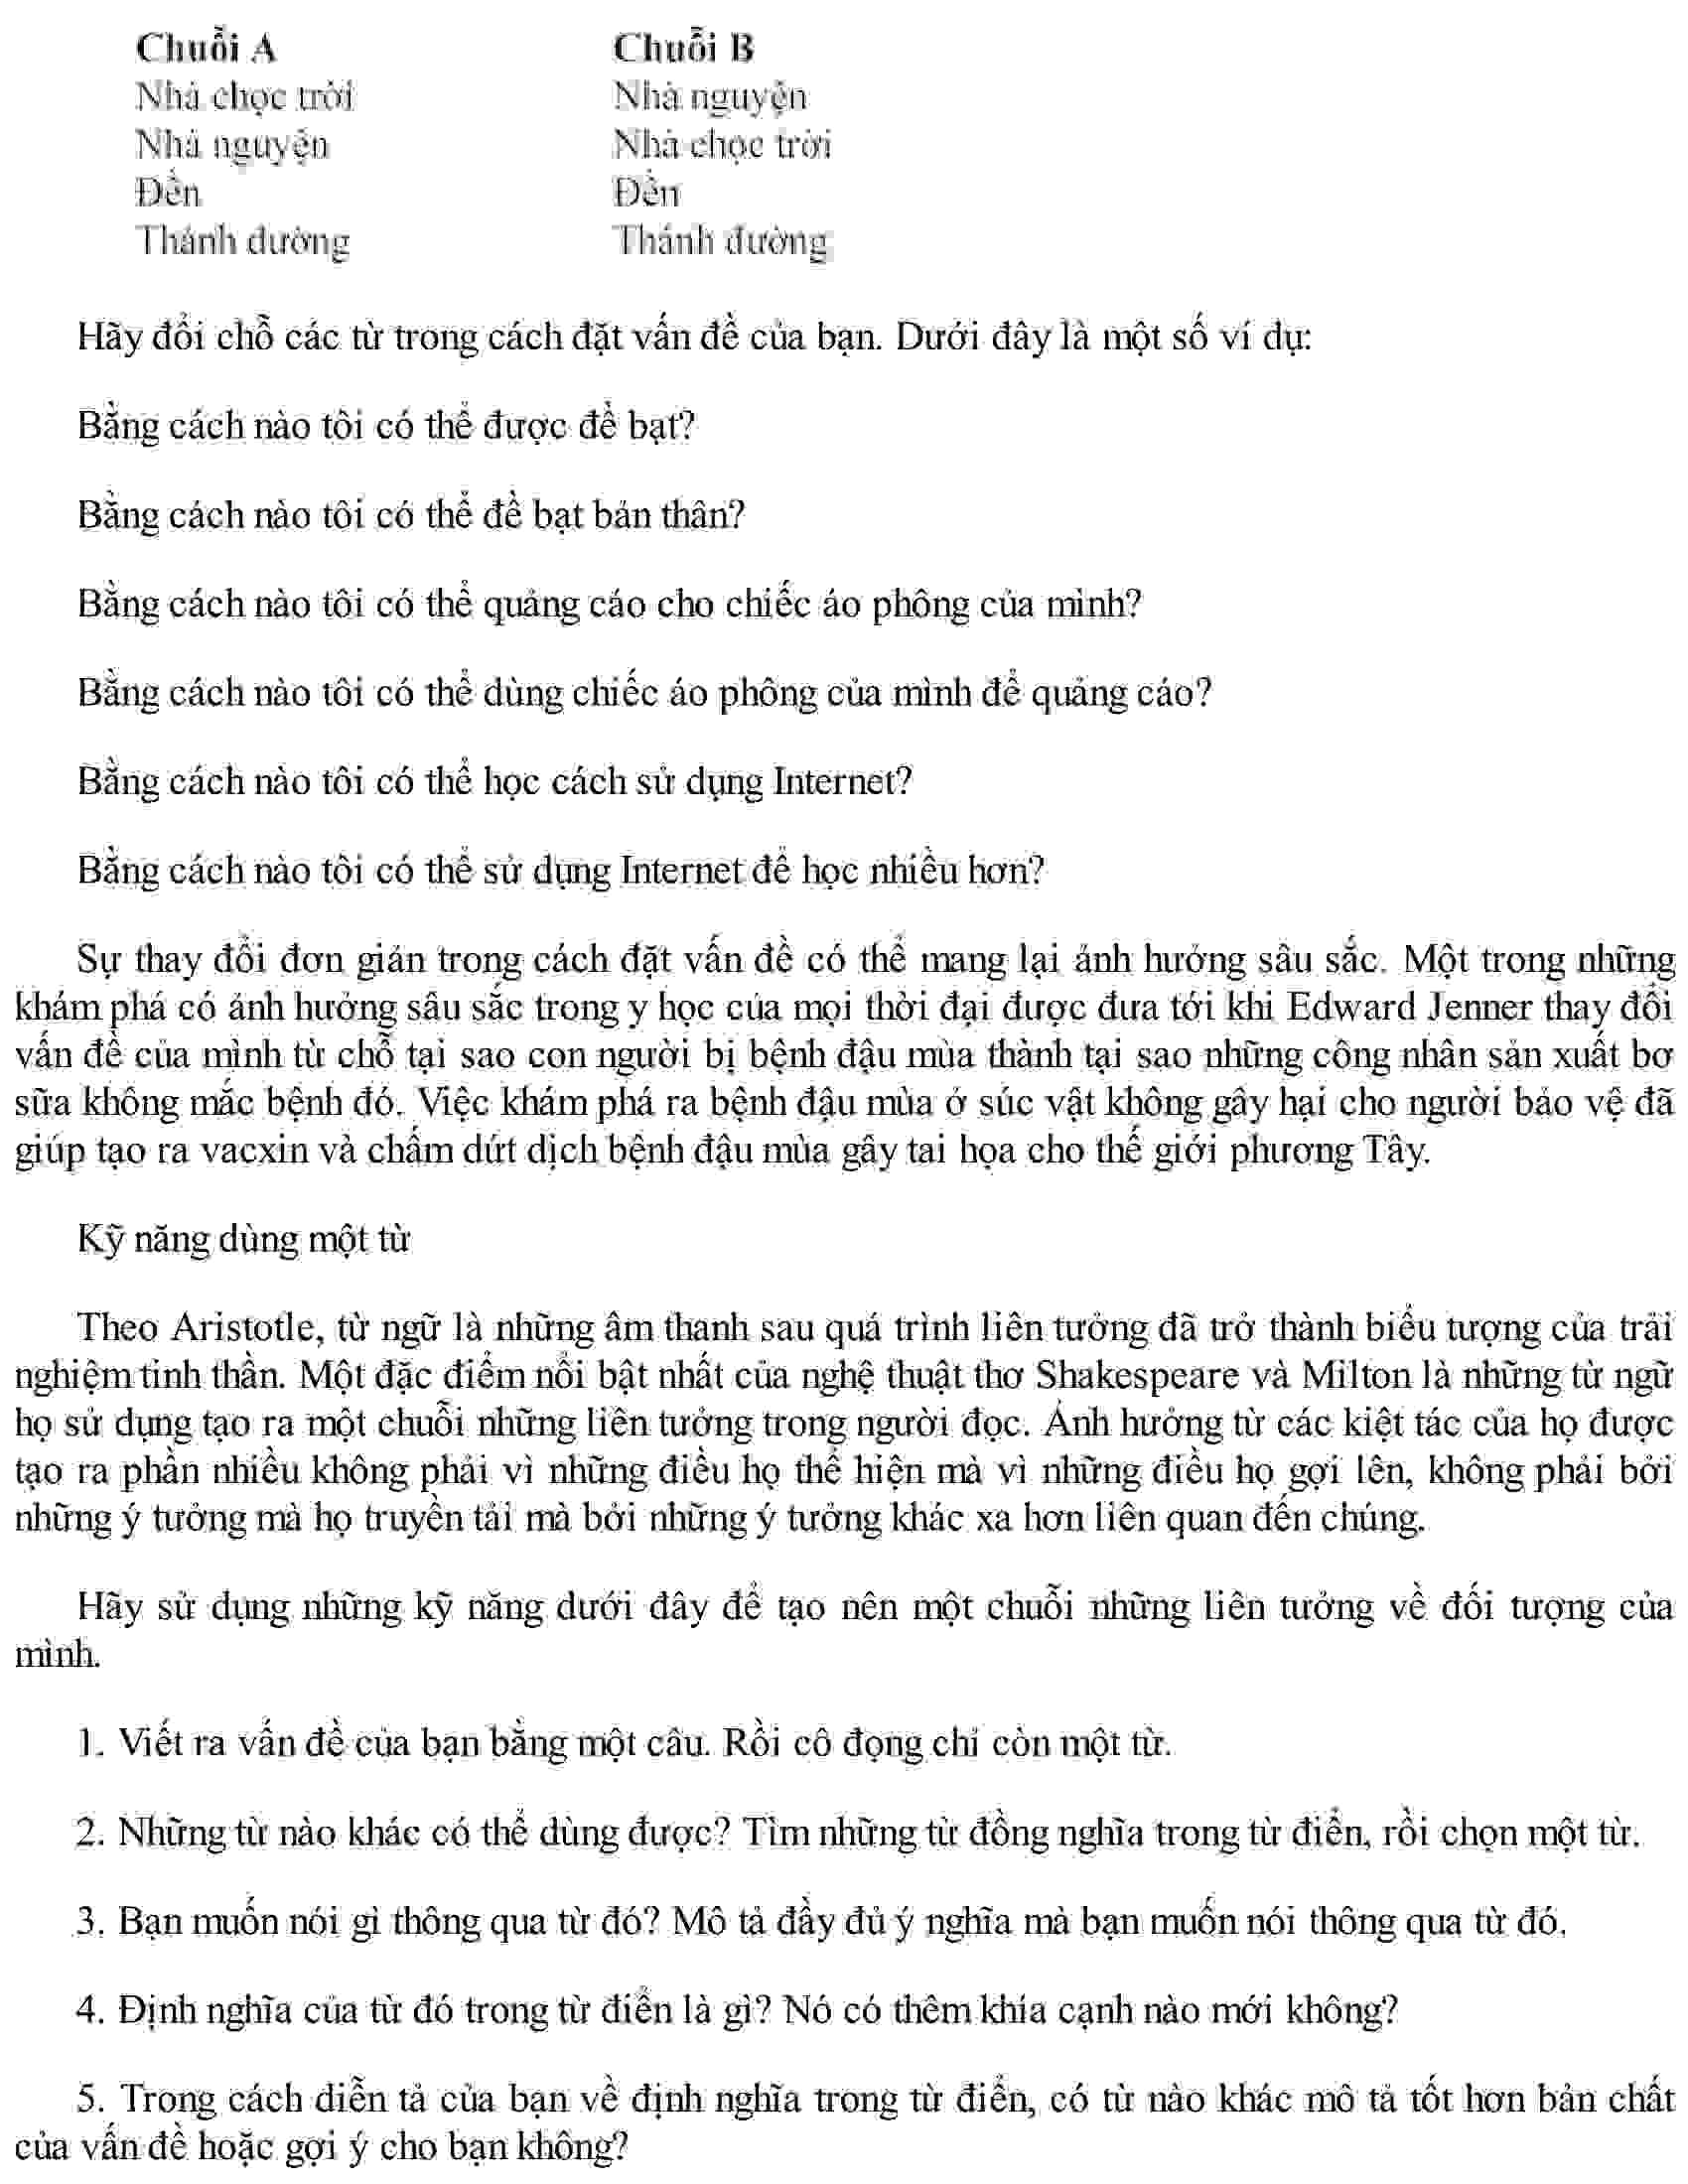 Chuỗi A Chuỗi B
Nhà chọc trời Nhà nguyện
Nhà nguyện Nhà chọc trời
Đền Đền
Thánh đường Thánh đường
Hãy đổi chỗ các từ trong cách đặt vấn đề của bạn. Dưới đây là một số ví dụ:
Bằng cách nào tôi có thể được đề bạt?
Bằng cách nào tôi có thể đề bạt bản thân?
Bằng cách nào tôi có thể quảng cáo cho chiếc áo phông của mình?
Bằng cách nào tôi có thể dùng chiếc áo phông của mình để quảng cáo?
Bằng cách nào tôi có thể học cách sử dụng Internet?
Bằng cách nào tôi có thể sử dụng Internet để học nhiều hơn?
Sự thay đổi đơn giản trong cách đặt vấn đề có thể mang lại ảnh hưởng sâu sắc. Một trong những
khám phá có ảnh hưởng sâu sắc trong y học của mọi thời đại được đưa tới khi Edward Jenner thay đổi
vấn đề của mình từ chỗ tại sao con người bị bệnh đậu mùa thành tại sao những công nhân sản xuất bơ
sữa không mắc bệnh đó. Việc khám phá ra bệnh đậu mùa ở súc vật không gây hại cho người bảo vệ đã
giúp tạo ra vacxin và chấm dứt dịch bệnh đậu mùa gây tai họa cho thế giới phương Tây.
Kỹ năng dùng một từ
Theo Aristotle, từ ngữ là những âm thanh sau quá trình liên tưởng đã trở thành biểu tượng của trải
nghiệm tinh thần. Một đặc điểm nổi bật nhất của nghệ thuật thơ Shakespeare và Milton là những từ ngữ
họ sử dụng tạo ra một chuỗi những liên tưởng trong người đọc. Ảnh hưởng từ các kiệt tác của họ được
tạo ra phần nhiều không phải vì những điều họ thể hiện mà vì những điều họ gợi lên, không phải bởi
những ý tưởng mà họ truyền tải mà bởi những ý tưởng khác xa hơn liên quan đến chúng.
Hãy sử dụng những kỹ năng dưới đây để tạo nên một chuỗi những liên tưởng về đối tượng của
mình.
1. Viết ra vấn đề của bạn bằng một câu. Rồi cô đọng chỉ còn một từ.
2. Những từ nào khác có thể dùng được? Tìm những từ đồng nghĩa trong từ điển, rồi chọn một từ.
3. Bạn muốn nói gì thông qua từ đó? Mô tả đầy đủ ý nghĩa mà bạn muốn nói thông qua từ đó.
4. Định nghĩa của từ đó trong từ điển là gì? Nó có thêm khía cạnh nào mới không?
5. Trong cách diễn tả của bạn về định nghĩa trong từ điển, có từ nào khác mô tả tốt hơn bản chất
của vấn đề hoặc gợi ý cho bạn không?